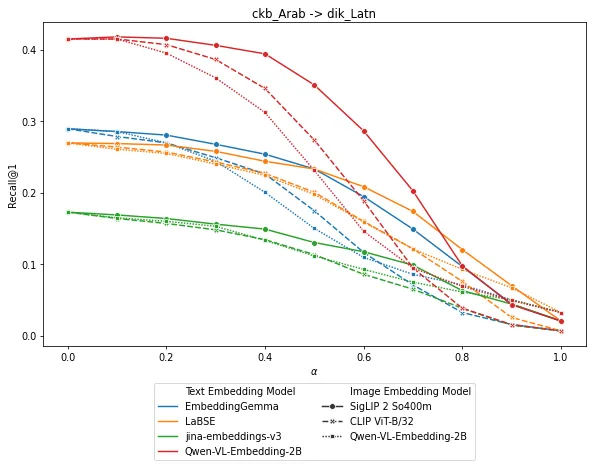 ckb_Arab -> dik_Latn
Recall@1
0.4
0.3
0.2
0.1
0.0
0.0 0.2 0.4 0.6 0.8 1.0
α
Text Embedding Model Image Embedding Model
EmbeddingGemma SigLIP 2 So400m
LaBSE CLIP ViT-B/32
jina-embeddings-v3 Qwen-VL-Embedding-2B
Qwen-VL-Embedding-2B